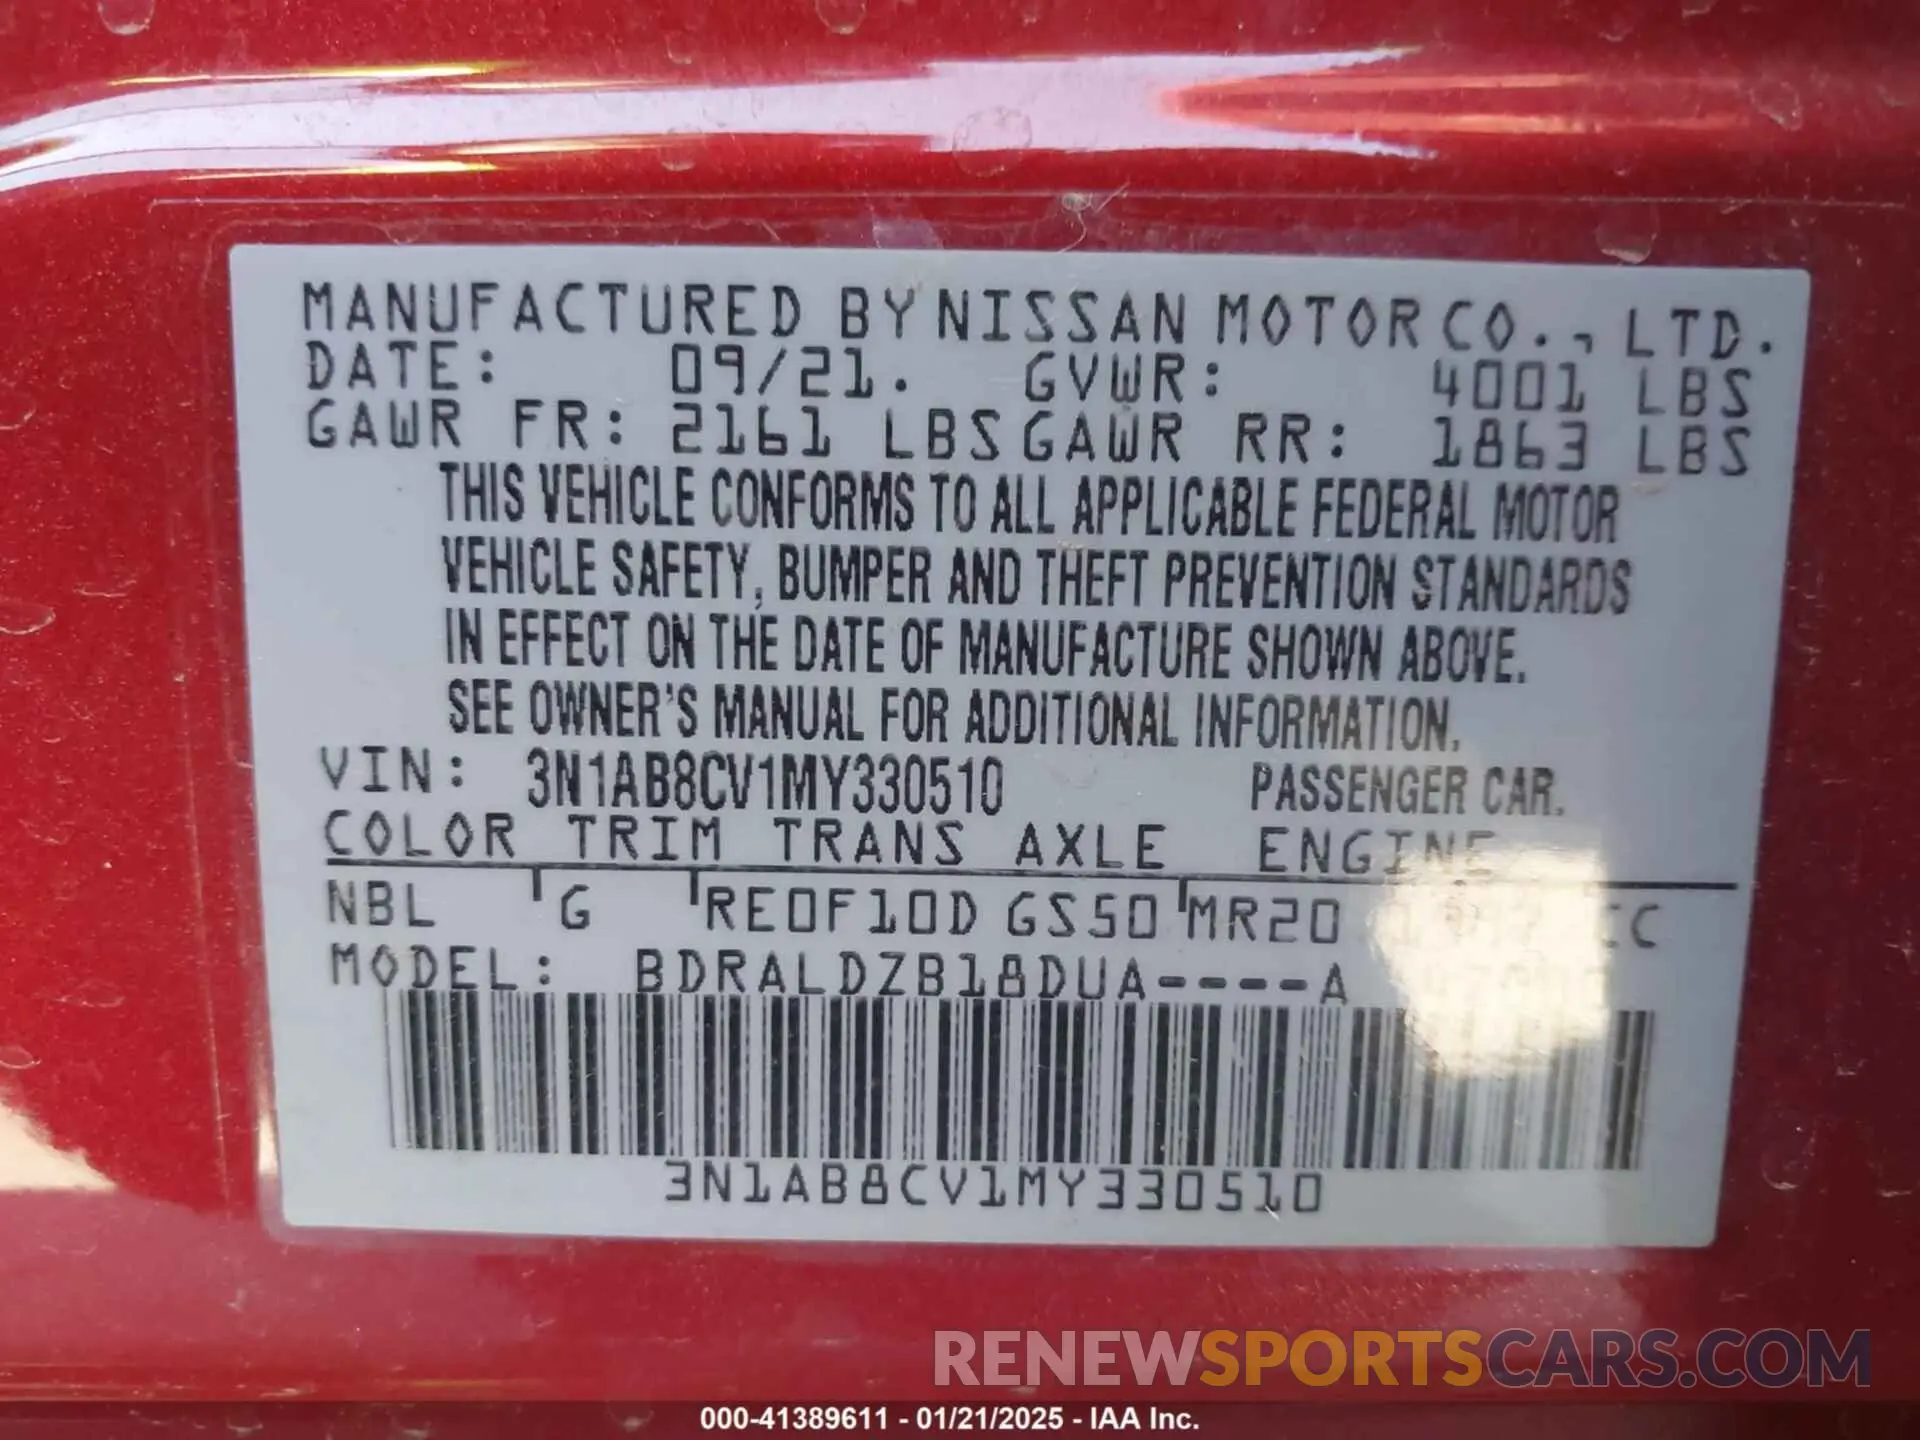 MANUFACTURED BY NISSAN MOTOR CO., LTD.
DATE: 09/21. GVWR: 4001 LBS
GAWR FR: 2161 LBS GAWR RR: 1863 LBS
THIS VEHICLE CONFORMS TO ALL APPLICABLE FEDERAL MOTOR
VEHICLE SAFETY, BUMPER AND THEFT PREVENTION STANDARDS
IN EFFECT ON THE DATE OF MANUFACTURE SHOWN ABOVE.
SEE OWNER'S MANUAL FOR ADDITIONAL INFORMATION.
VIN: 3N1AB8CV1MY330510 PASSENGER CAR.
COLOR TRIM TRANS AXLE ENGINE
NBL G RE0F10D GS50 MR20 CC
MODEL: BDRALDZB18DUA----A
3N1AB8CV1MY330510
RENEWSPORTSCARS.COM
000-41389611 - 01/21/2025 - IAA Inc.